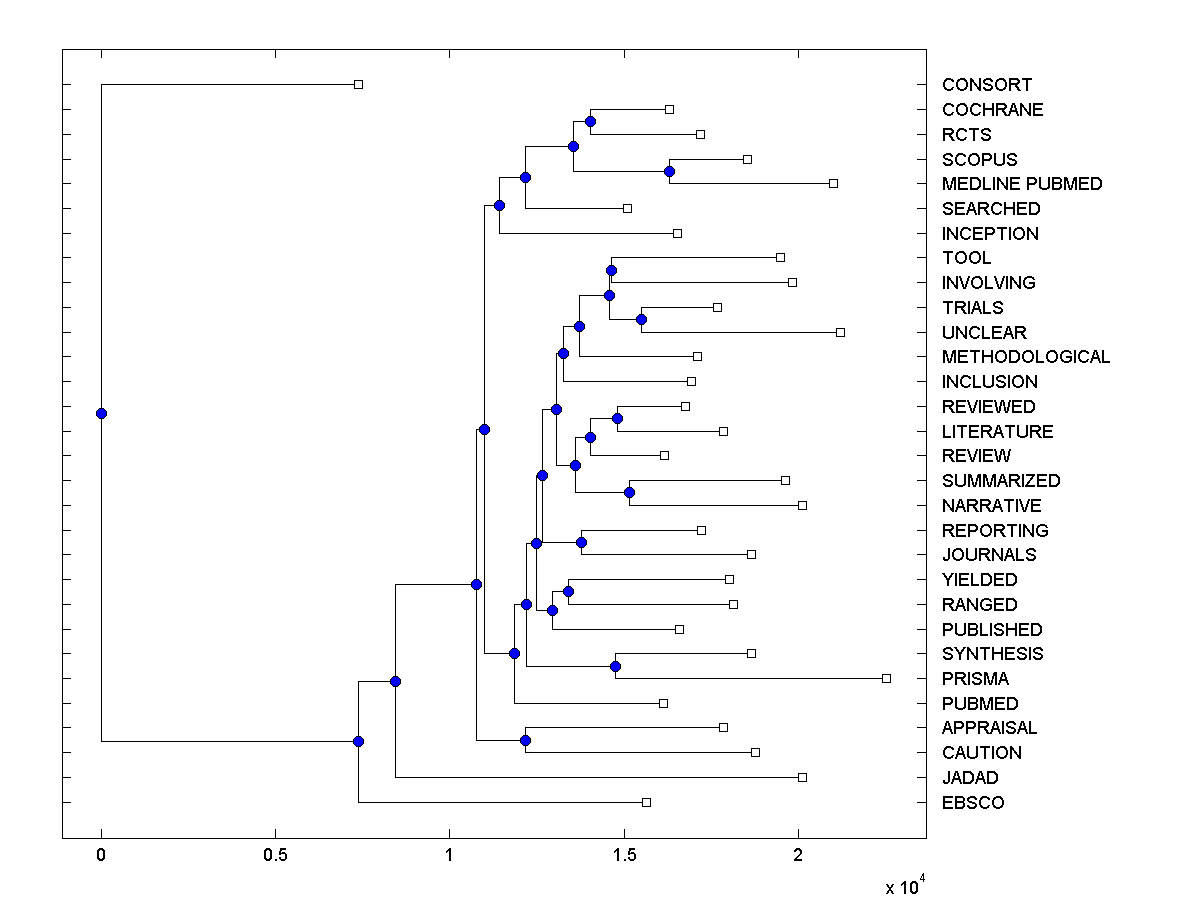 CONSORT
COCHRANE
RCTS
SCOPUS
MEDLINE PUBMED
SEARCHED
INCEPTION
TOOL
INVOLVING
TRIALS
UNCLEAR
METHODOLOGICAL
INCLUSION
REVIEWED
LITERATURE
REVIEW
SUMMARIZED
NARRATIVE
REPORTING
JOURNALS
YIELDED
RANGED
PUBLISHED
SYNTHESIS
PRISMA
PUBMED
APPRAISAL
CAUTION
JADAD
EBSCO
0 0.5 1 1.5 2
x 10^4